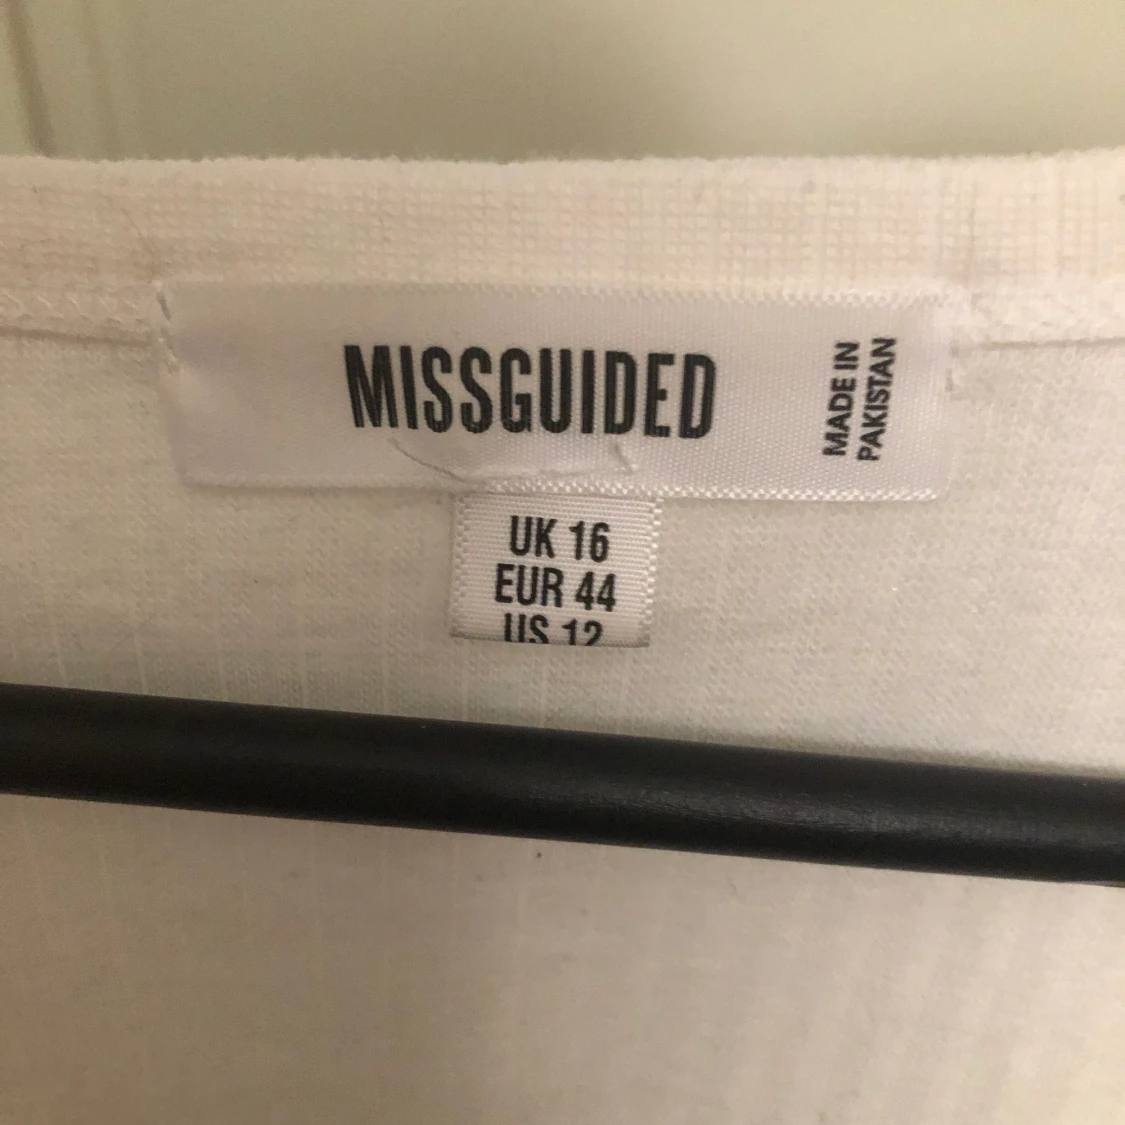 MISSGUIDED
MADE IN
PAKISTAN
UK 16
EUR 44
US 12